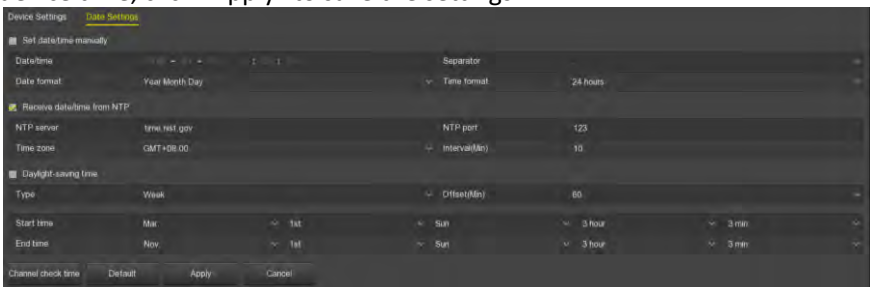 Device Settings Date Settings
Set date/time manually
Date/time - - : : Separator -
Date format Year Month Day Time format 24 hours
Receive date/time from NTP
NTP server time.nist.gov NTP port 123
Time zone GMT+08:00 Interval(Min) 10
Daylight-saving time
Type Week Offset(Min) 60
Start time Mar 1st Sun 3 hour 3 min
End time Nov 1st Sun 3 hour 3 min
Channel check time Default Apply Cancel